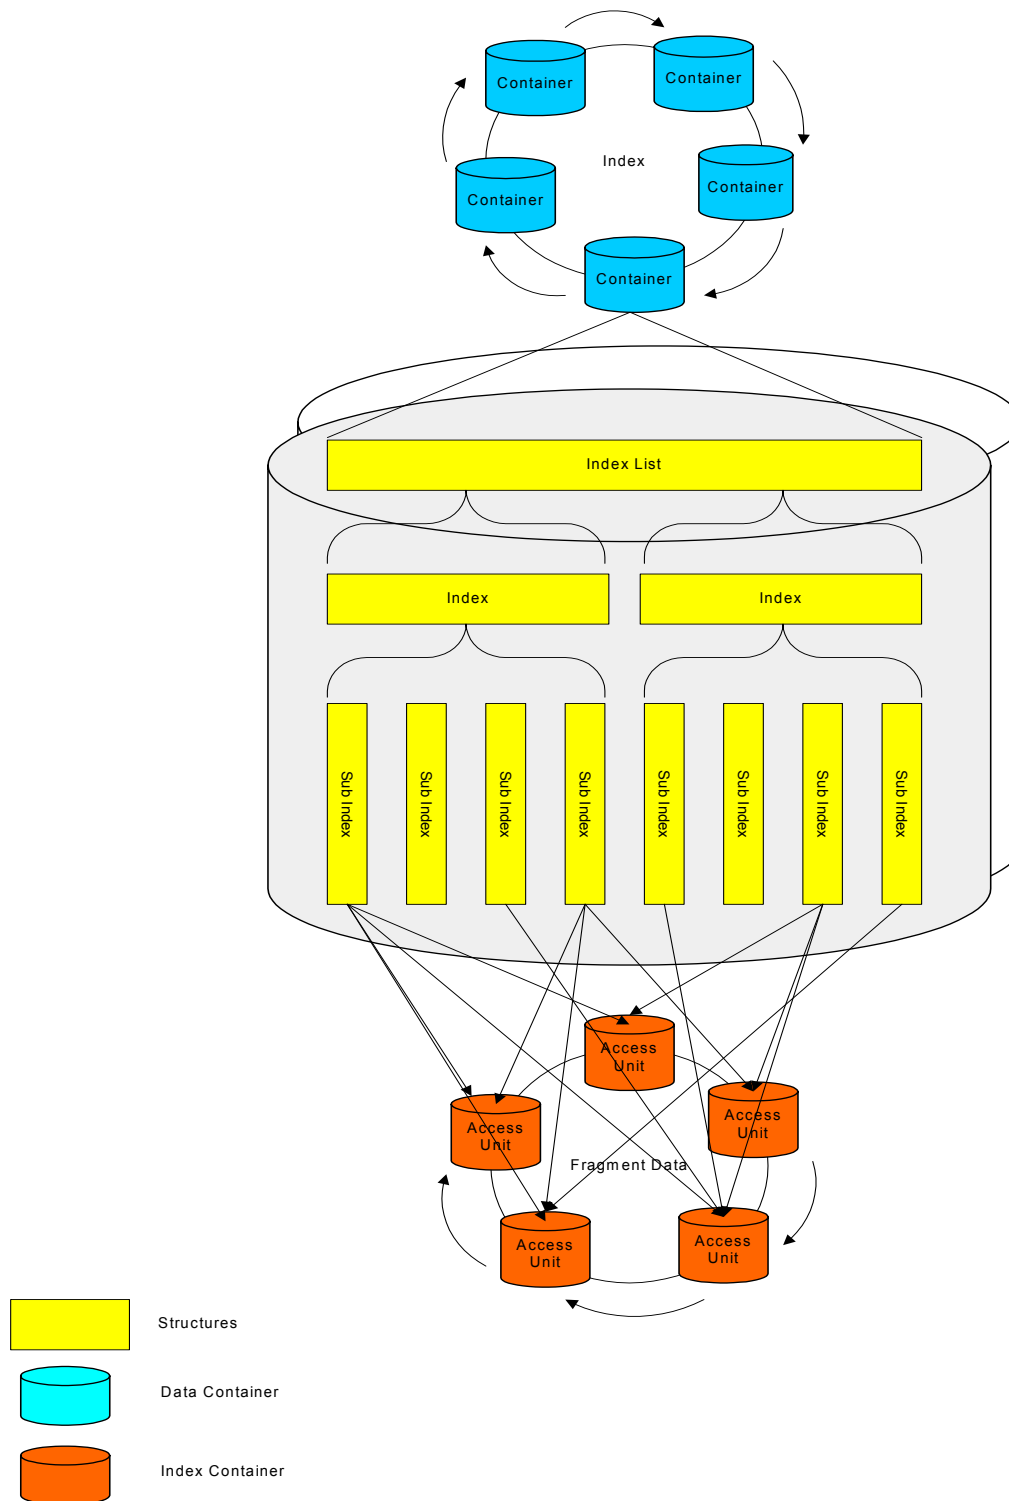 Container
Container
Index
Container
Container
Container
Index List
Index
Index
Sub Index
Sub Index
Sub Index
Sub Index
Sub Index
Sub Index
Sub Index
Sub Index
Access
Unit
Access
Unit
Access
Unit
Fragment Data
Access
Unit
Access
Unit
Structures
Data Container
Index Container